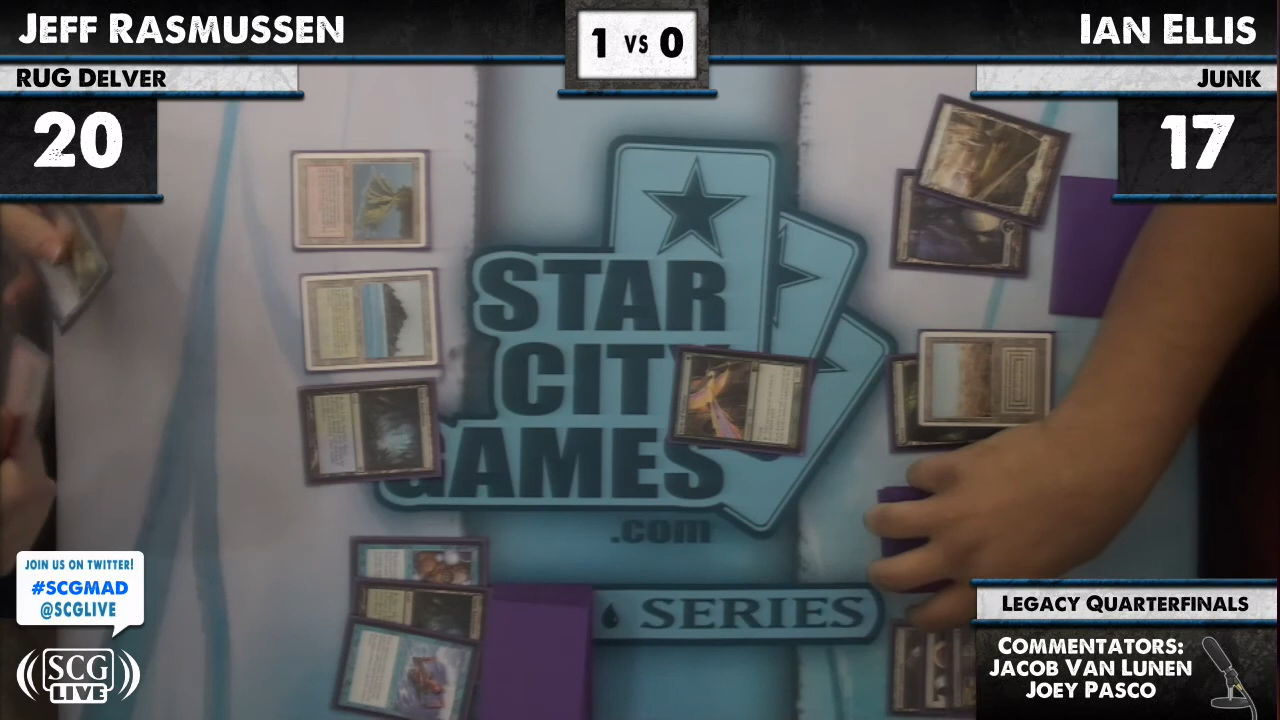 JEFF RASMUSSEN
1 VS 0
IAN ELLIS
RUG DELVER
JUNK
20
17
STAR
CITY
GAMES
.com
SERIES
JOIN US ON TWITTER!
#SCGMAD
@SCGLIVE
SCG
LIVE
LEGACY QUARTERFINALS
COMMENTATORS:
JACOB VAN LUNEN
JOEY PASCO